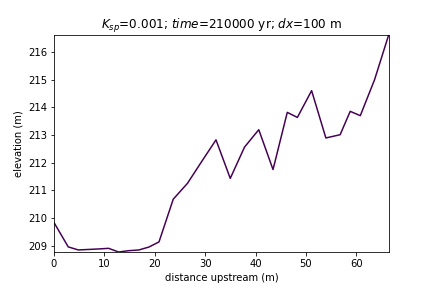 K_sp=0.001; time=210000 yr; dx=100 m
elevation (m)
216
215
214
213
212
211
210
209
0 10 20 30 40 50 60
distance upstream (m)